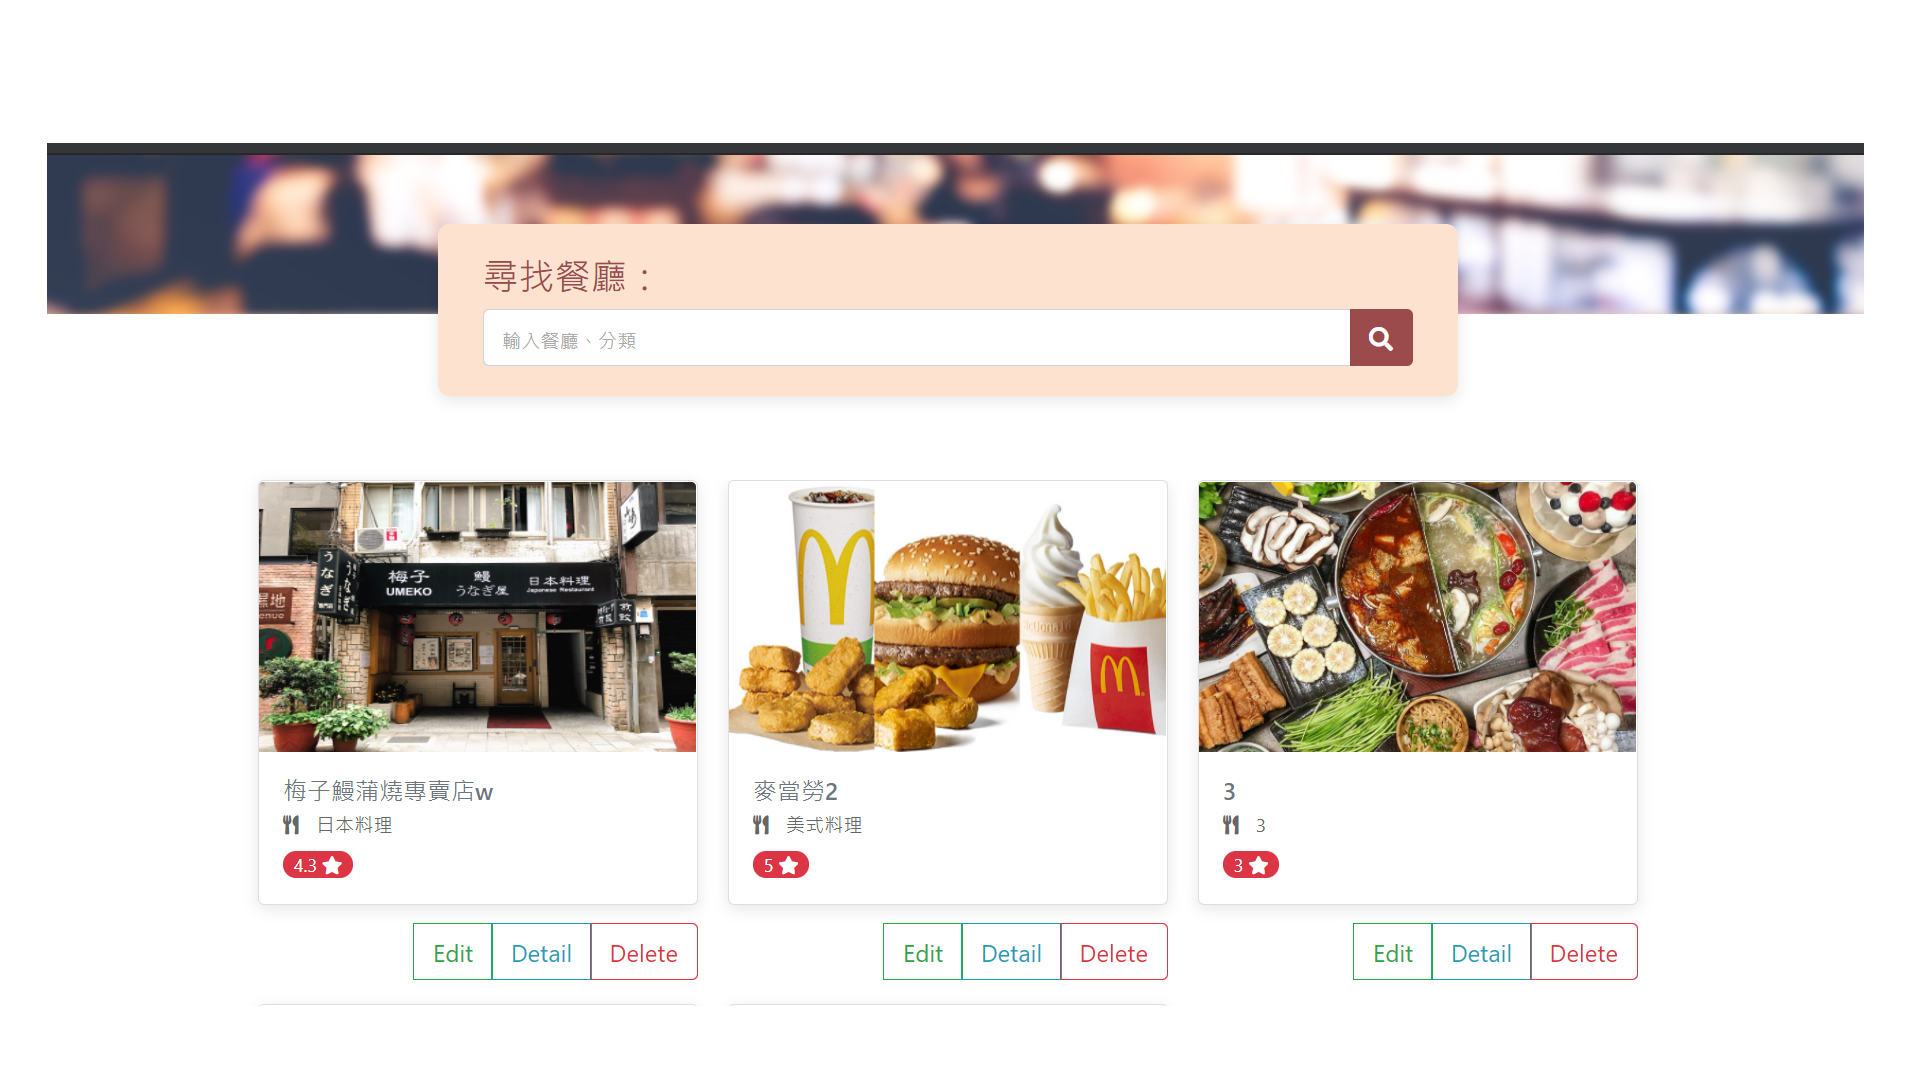 尋找餐廳：
輸入餐廳、分類
うなぎ
梅子
UMEKO
鰻
うなぎ屋
日本料理
Japanese Restaurant
梅子鰻蒲燒專賣店w
日本料理
4.3
Edit Detail Delete
麥當勞2
美式料理
5
Edit Detail Delete
3
3
3
Edit Detail Delete